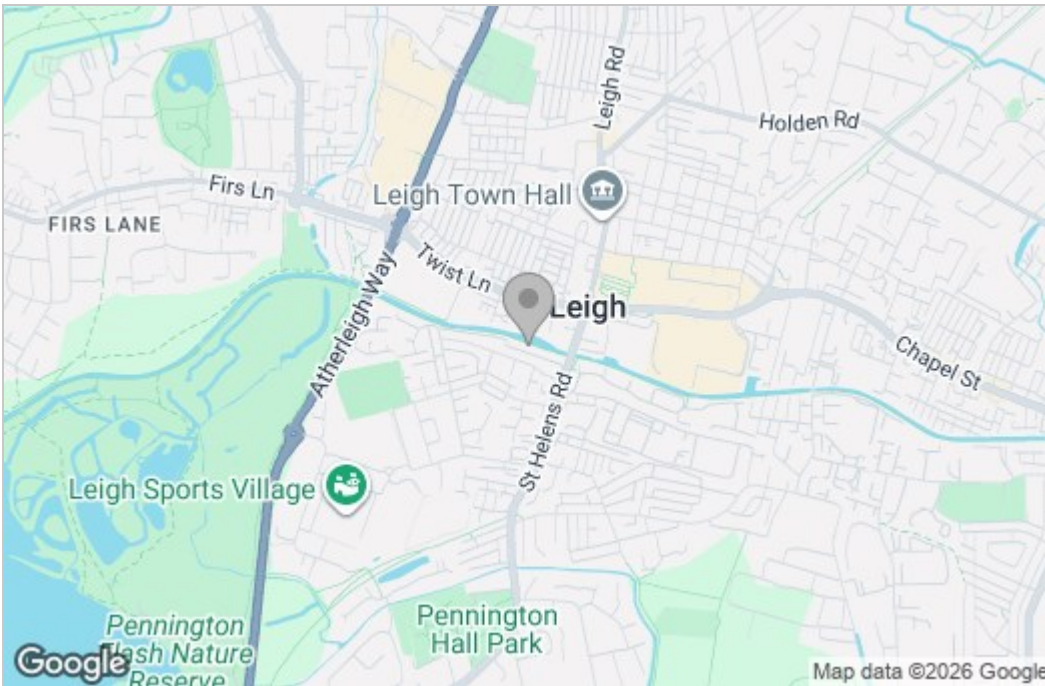 Leigh Rd
Holden Rd
Firs Ln
Leigh Town Hall
FIRS LANE
Twist Ln
Atherleigh Way
Leigh
Chapel St
St Helens Rd
Leigh Sports Village
Pennington
Hall Park
Pennington
Flash Nature
Reserve
Google
Map data ©2026 Google